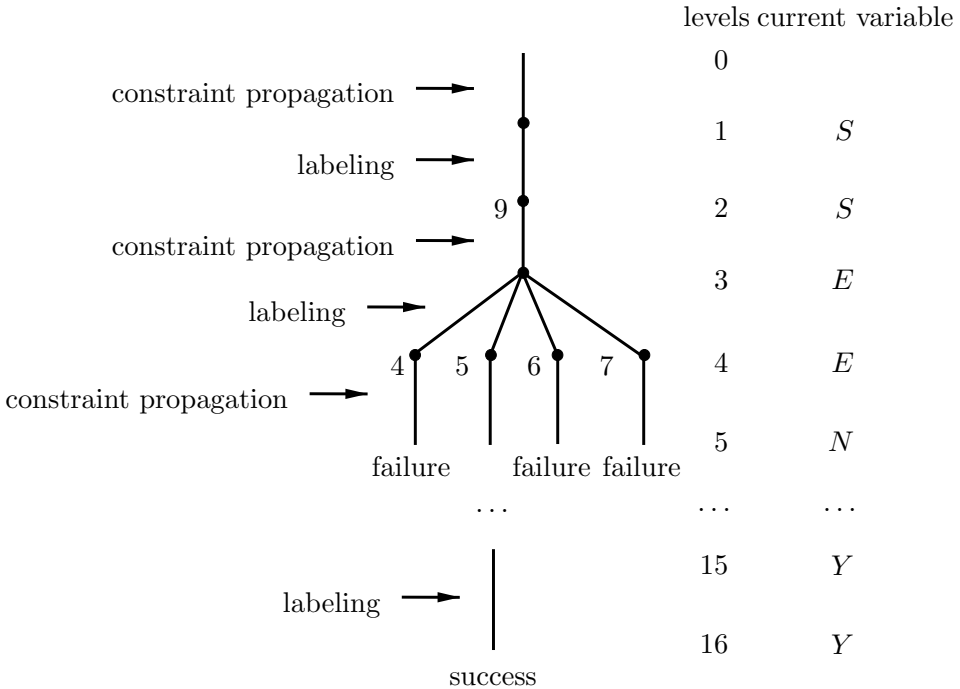 levels current variable
0
constraint propagation
1 S
labeling
9 2 S
constraint propagation
3 E
labeling
4 5 6 7 4 E
constraint propagation
5 N
failure failure failure
... ... ...
15 Y
labeling
16 Y
success